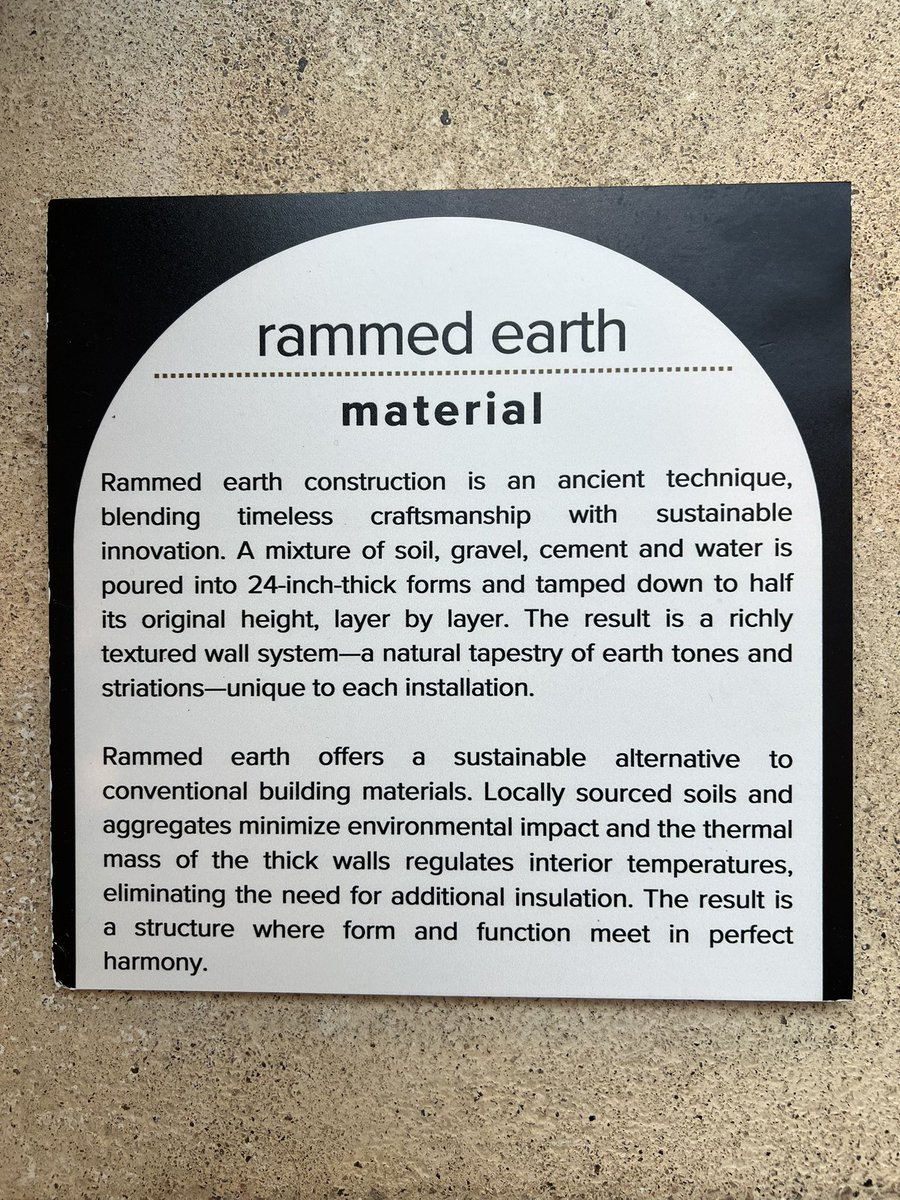 rammed earth
material
Rammed earth construction is an ancient technique,
blending timeless craftsmanship with sustainable
innovation. A mixture of soil, gravel, cement and water is
poured into 24-inch-thick forms and tamped down to half
its original height, layer by layer. The result is a richly
textured wall system—a natural tapestry of earth tones and
striations—unique to each installation.
Rammed earth offers a sustainable alternative to
conventional building materials. Locally sourced soils and
aggregates minimize environmental impact and the thermal
mass of the thick walls regulates interior temperatures,
eliminating the need for additional insulation. The result is
a structure where form and function meet in perfect
harmony.